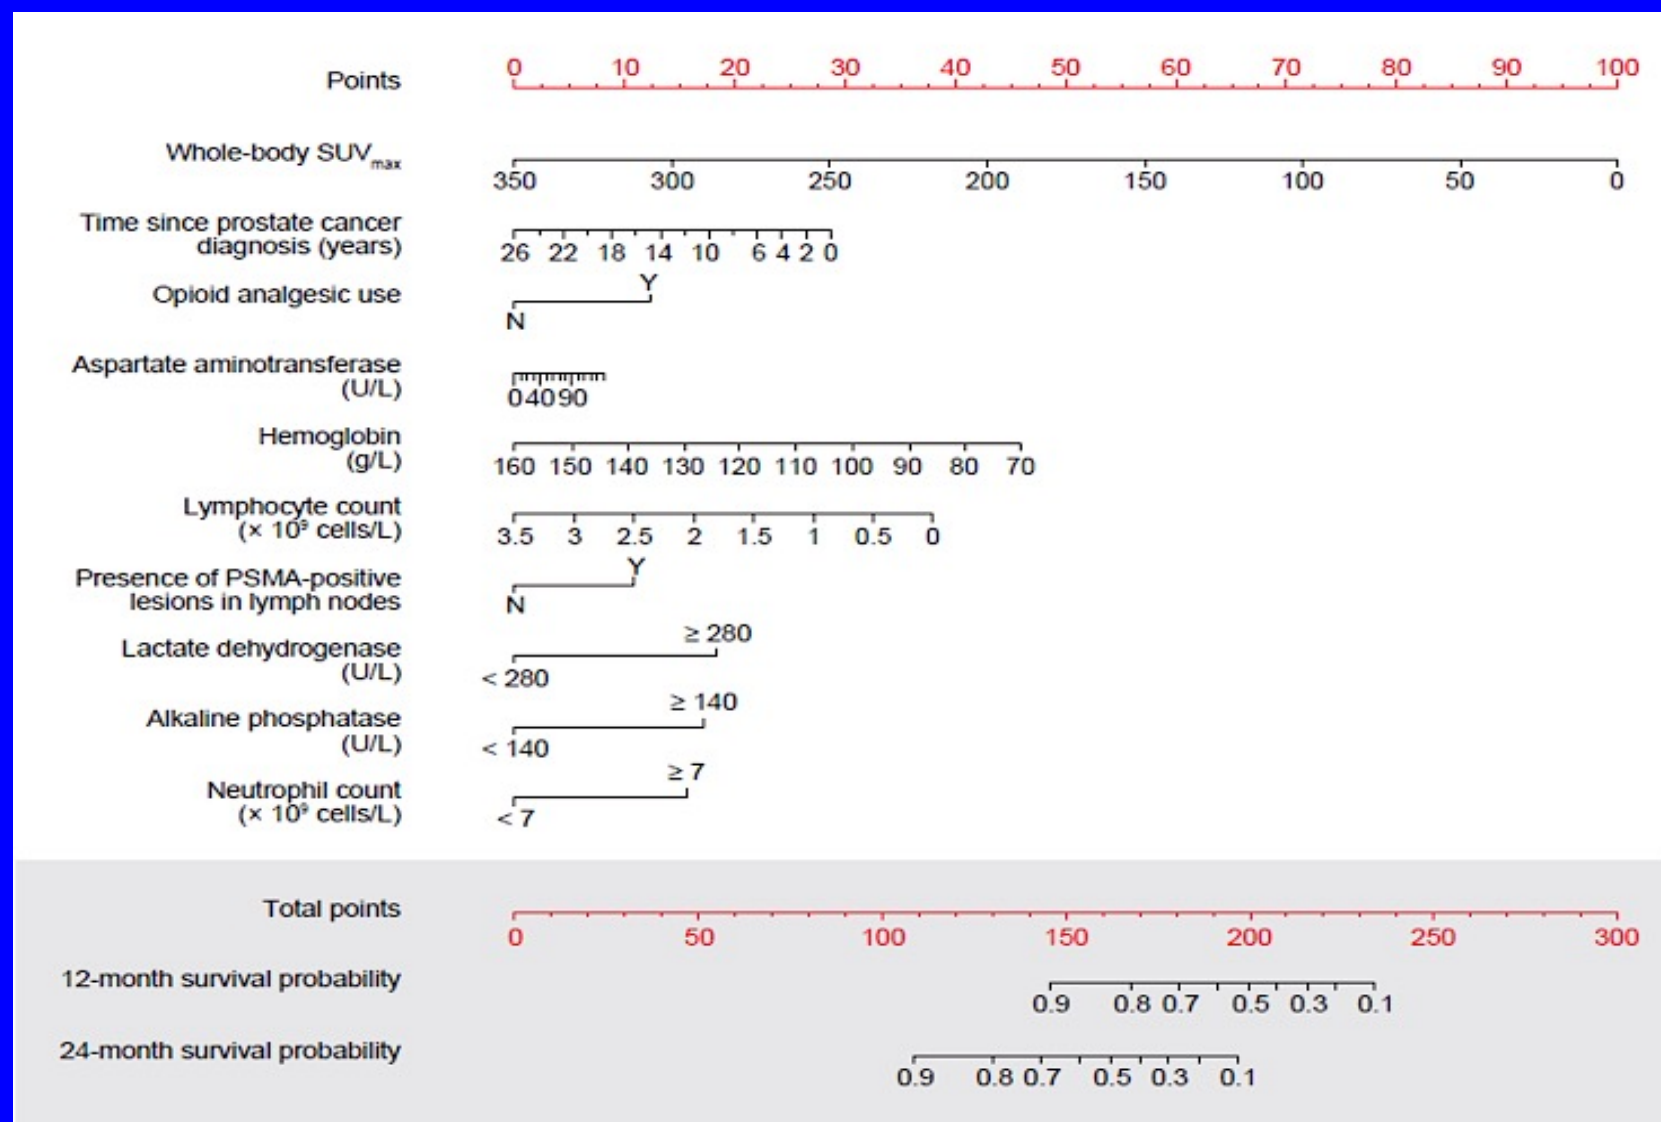 Points
0 10 20 30 40 50 60 70 80 90 100
Whole-body SUVmax
350 300 250 200 150 100 50 0
Time since prostate cancer
diagnosis (years)
26 22 18 14 10 6 4 2 0
Opioid analgesic use
Y
N
Aspartate aminotransferase
(U/L)
0 40 90
Hemoglobin
(g/L)
160 150 140 130 120 110 100 90 80 70
Lymphocyte count
(× 10⁹ cells/L)
3.5 3 2.5 2 1.5 1 0.5 0
Presence of PSMA-positive
lesions in lymph nodes
Y
N
Lactate dehydrogenase
(U/L)
≥ 280
< 280
Alkaline phosphatase
(U/L)
≥ 140
< 140
Neutrophil count
(× 10⁹ cells/L)
≥ 7
< 7
Total points
0 50 100 150 200 250 300
12-month survival probability
0.9 0.8 0.7 0.5 0.3 0.1
24-month survival probability
0.9 0.8 0.7 0.5 0.3 0.1